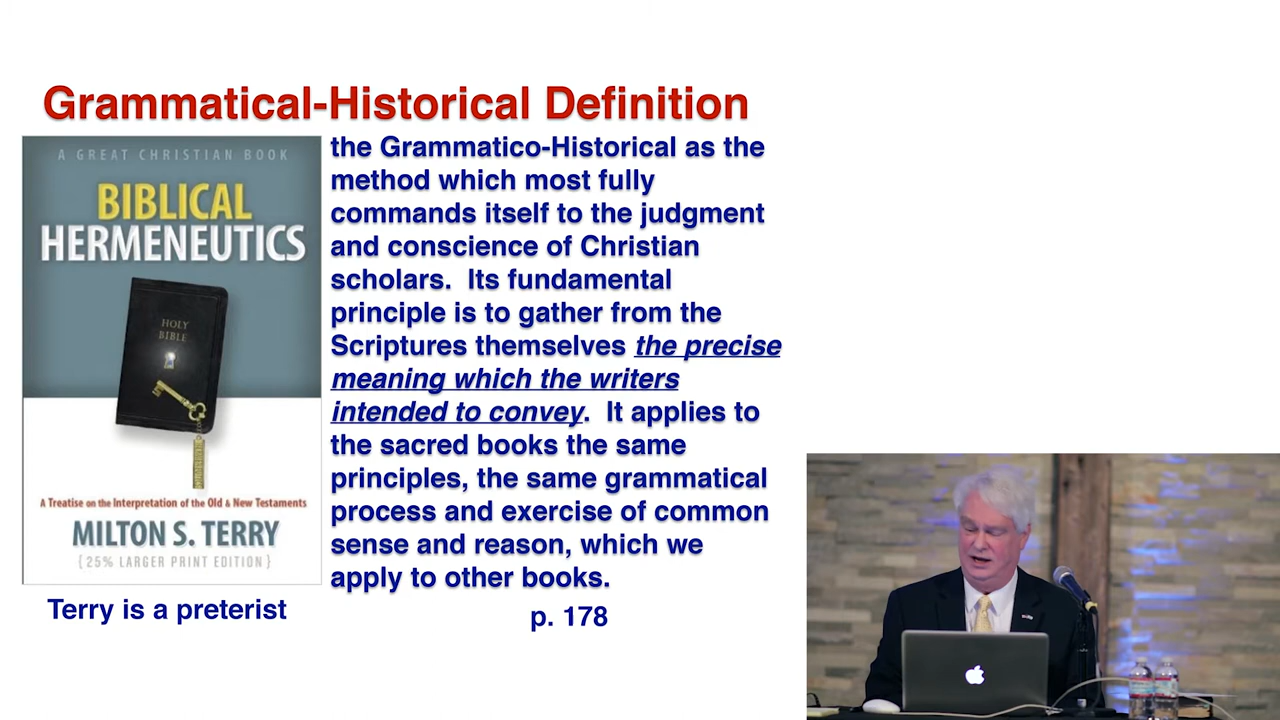 Grammatical-Historical Definition
A GREAT CHRISTIAN BOOK
BIBLICAL
HERMENEUTICS
HOLY
BIBLE
A Treatise on the Interpretation of the Old & New Testaments
MILTON S. TERRY
{25% LARGER PRINT EDITION}
Terry is a preterist
the Grammatico-Historical as the
method which most fully
commands itself to the judgment
and conscience of Christian
scholars. Its fundamental
principle is to gather from the
Scriptures themselves the precise
meaning which the writers
intended to convey. It applies to
the sacred books the same
principles, the same grammatical
process and exercise of common
sense and reason, which we
apply to other books.
p. 178